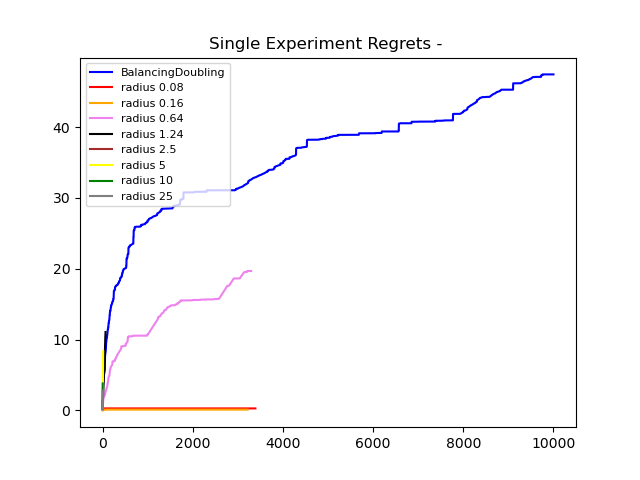 Single Experiment Regrets -
BalancingDoubling
radius 0.08
radius 0.16
radius 0.64
radius 1.24
radius 2.5
radius 5
radius 10
radius 25
40
30
20
10
0
0 2000 4000 6000 8000 10000